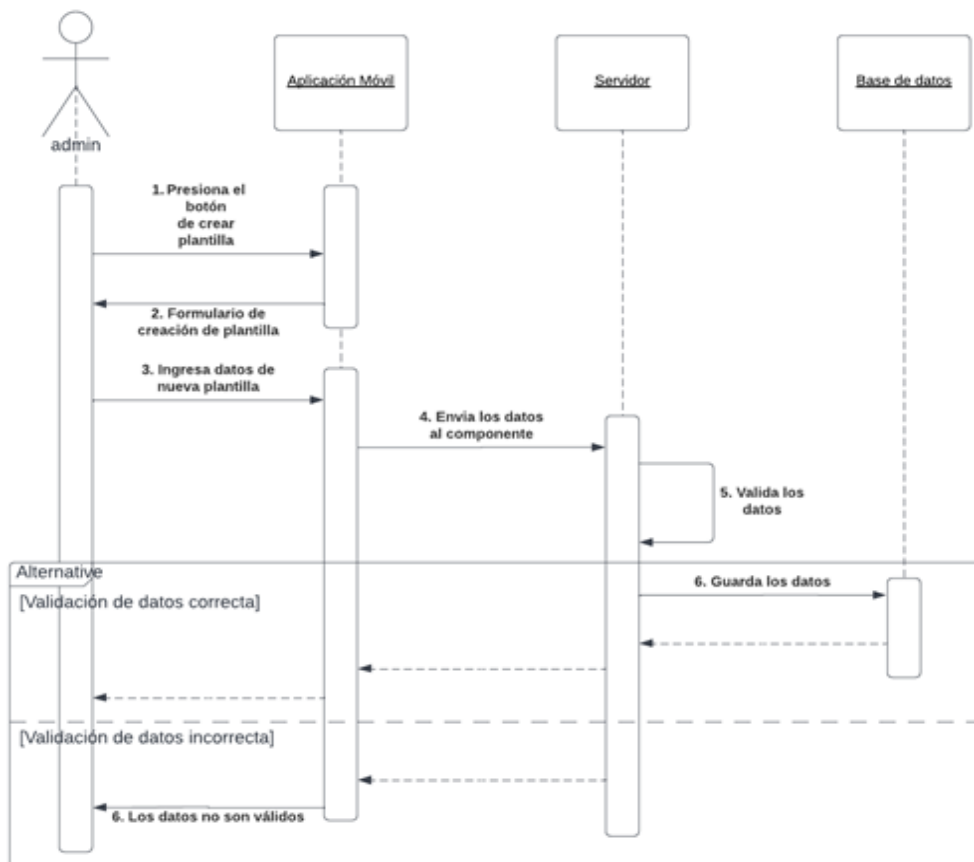 admin
Aplicación Móvil
Servidor
Base de datos
1. Presiona el
botón
de crear
plantilla
2. Formulario de
creación de plantilla
3. Ingresa datos de
nueva plantilla
4. Envia los datos
al componente
5. Valida los
datos
Alternative
[Validación de datos correcta]
6. Guarda los datos
[Validación de datos incorrecta]
6. Los datos no son válidos